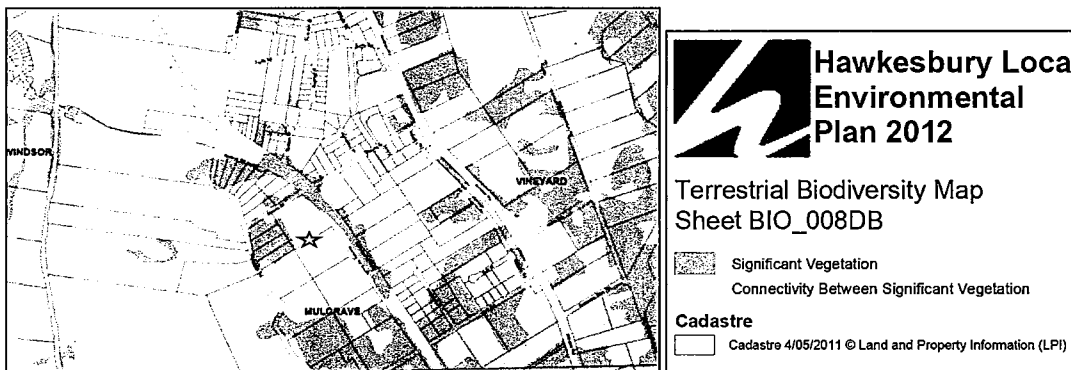 WINDSOR
VINEYARD
MULGRAVE
Hawkesbury Loca
Environmental
Plan 2012
Terrestrial Biodiversity Map
Sheet BIO_008DB
Significant Vegetation
Connectivity Between Significant Vegetation
Cadastre
Cadastre 4/05/2011 © Land and Property Information (LPI)